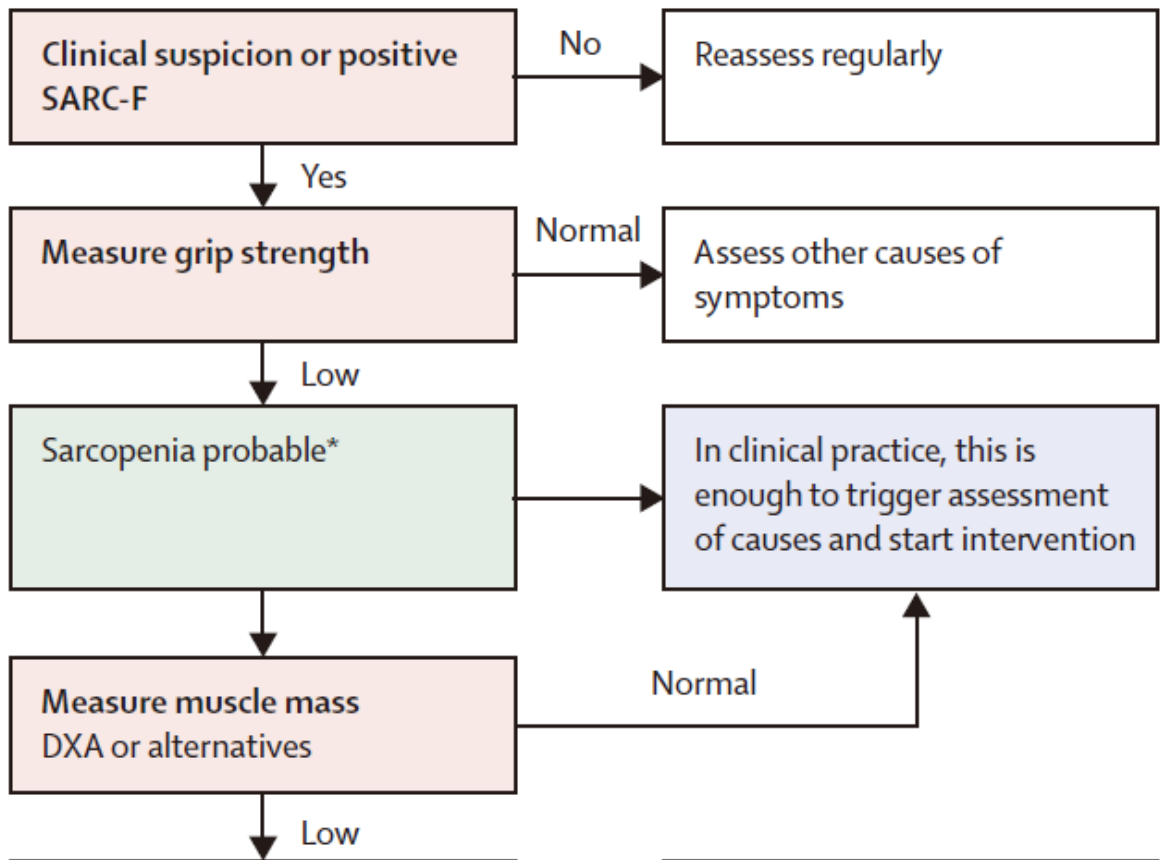 Clinical suspicion or positive
SARC-F
No
Reassess regularly
Yes
Measure grip strength
Normal
Assess other causes of
symptoms
Low
Sarcopenia probable*
In clinical practice, this is
enough to trigger assessment
of causes and start intervention
Measure muscle mass
DXA or alternatives
Normal
Low